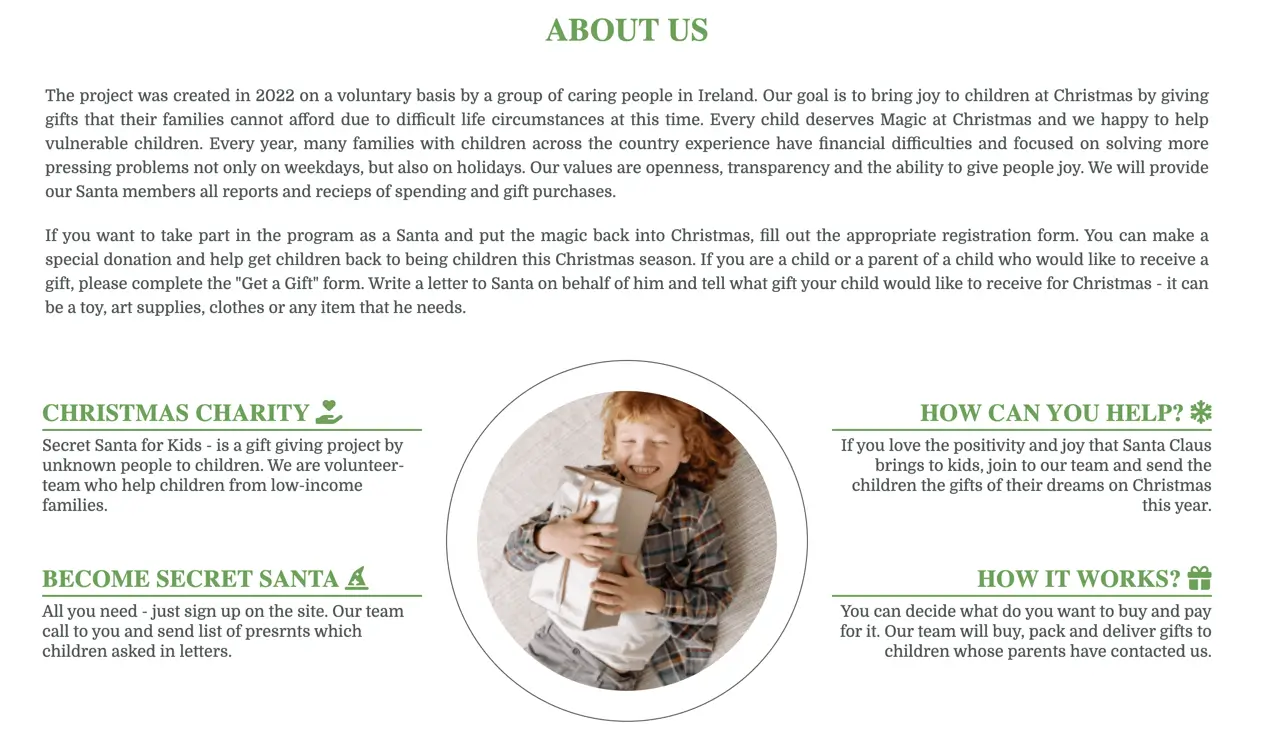 ABOUT US
The project was created in 2022 on a voluntary basis by a group of caring people in Ireland. Our goal is to bring joy to children at Christmas by giving
gifts that their families cannot afford due to difficult life circumstances at this time. Every child deserves Magic at Christmas and we happy to help
vulnerable children. Every year, many families with children across the country experience have financial difficulties and focused on solving more
pressing problems not only on weekdays, but also on holidays. Our values are openness, transparency and the ability to give people joy. We will provide
our Santa members all reports and recieps of spending and gift purchases.
If you want to take part in the program as a Santa and put the magic back into Christmas, fill out the appropriate registration form. You can make a
special donation and help get children back to being children this Christmas season. If you are a child or a parent of a child who would like to receive a
gift, please complete the "Get a Gift" form. Write a letter to Santa on behalf of him and tell what gift your child would like to receive for Christmas - it can
be a toy, art supplies, clothes or any item that he needs.
CHRISTMAS CHARITY
Secret Santa for Kids - is a gift giving project by
unknown people to children. We are volunteer-
team who help children from low-income
families.
BECOME SECRET SANTA
All you need - just sign up on the site. Our team
call to you and send list of presrnts which
children asked in letters.
HOW CAN YOU HELP?
If you love the positivity and joy that Santa Claus
brings to kids, join to our team and send the
children the gifts of their dreams on Christmas
this year.
HOW IT WORKS?
You can decide what do you want to buy and pay
for it. Our team will buy, pack and deliver gifts to
children whose parents have contacted us.